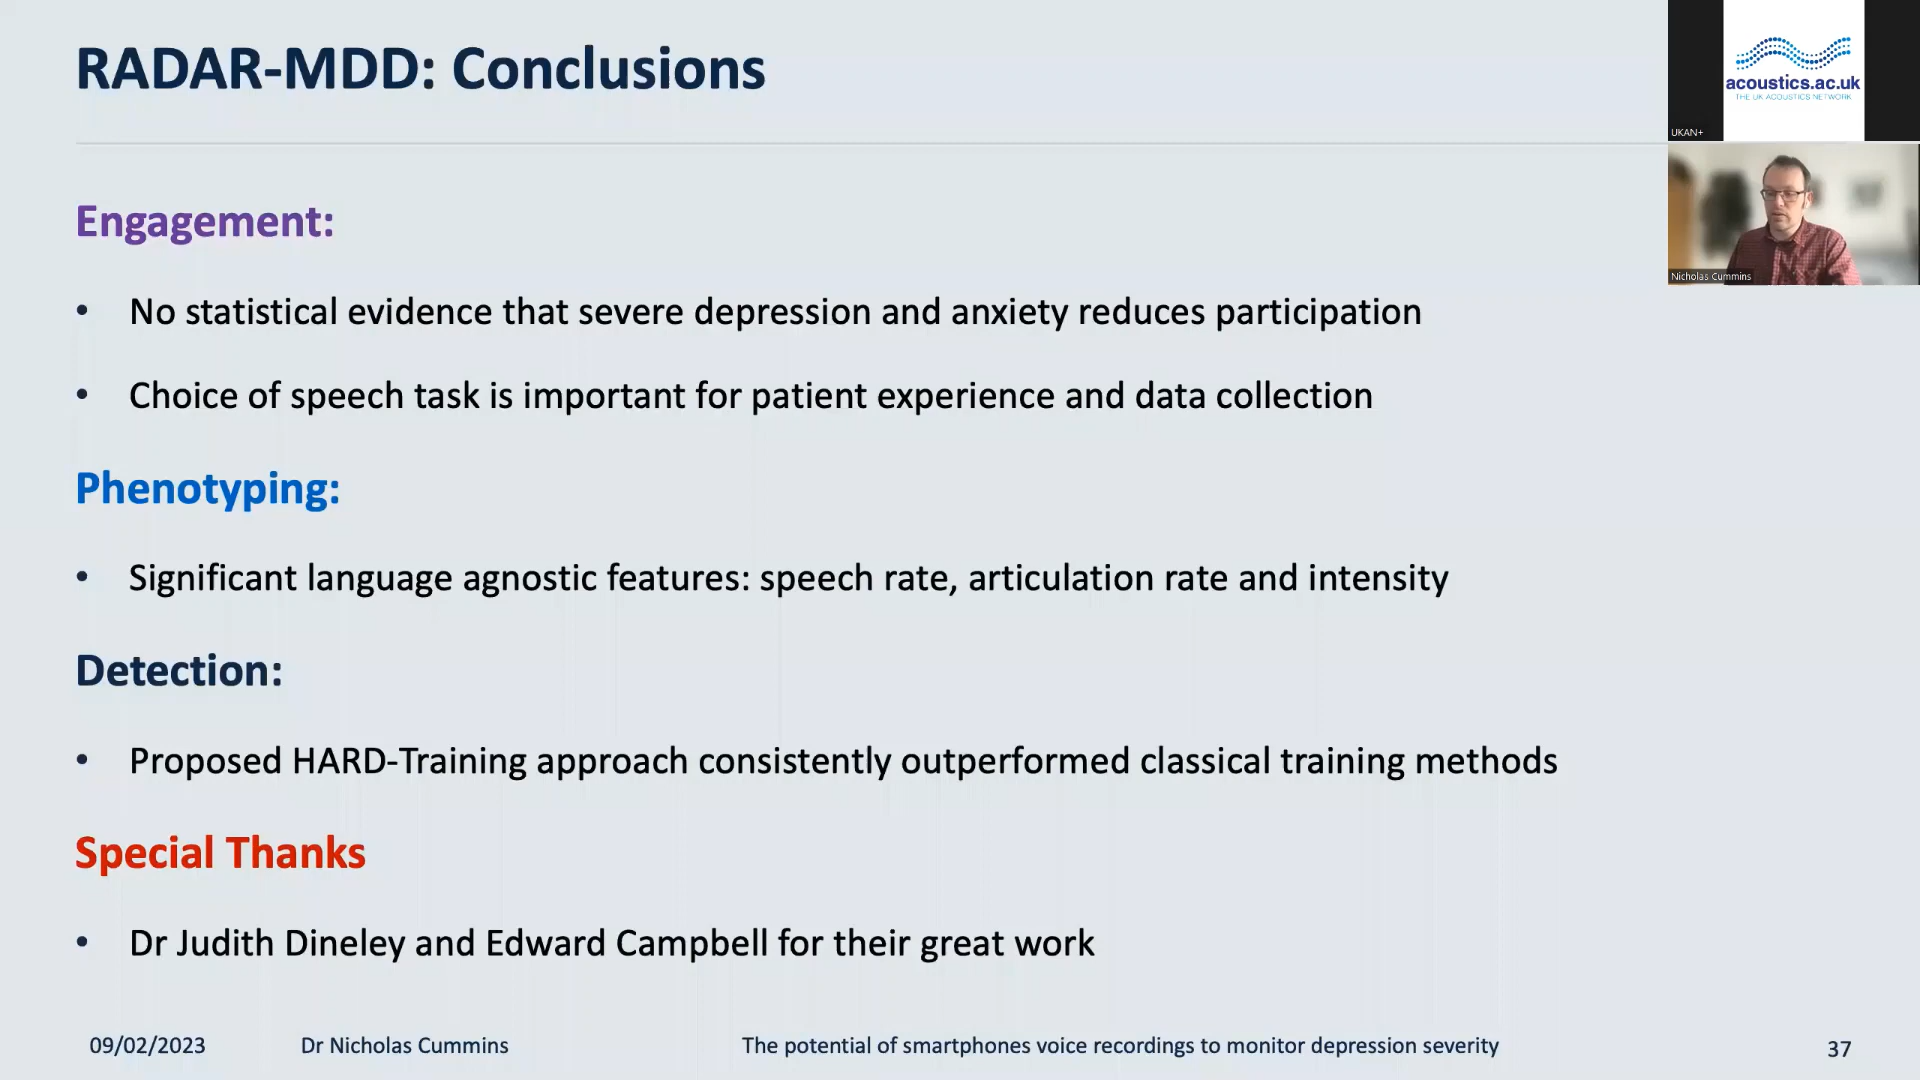 RADAR-MDD: Conclusions
acoustics.ac.uk
THE UK ACOUSTICS NETWORK
UKAN+
Nicholas Cummins
Engagement:
• No statistical evidence that severe depression and anxiety reduces participation
• Choice of speech task is important for patient experience and data collection
Phenotyping:
• Significant language agnostic features: speech rate, articulation rate and intensity
Detection:
• Proposed HARD-Training approach consistently outperformed classical training methods
Special Thanks
• Dr Judith Dineley and Edward Campbell for their great work
09/02/2023 Dr Nicholas Cummins The potential of smartphones voice recordings to monitor depression severity 37